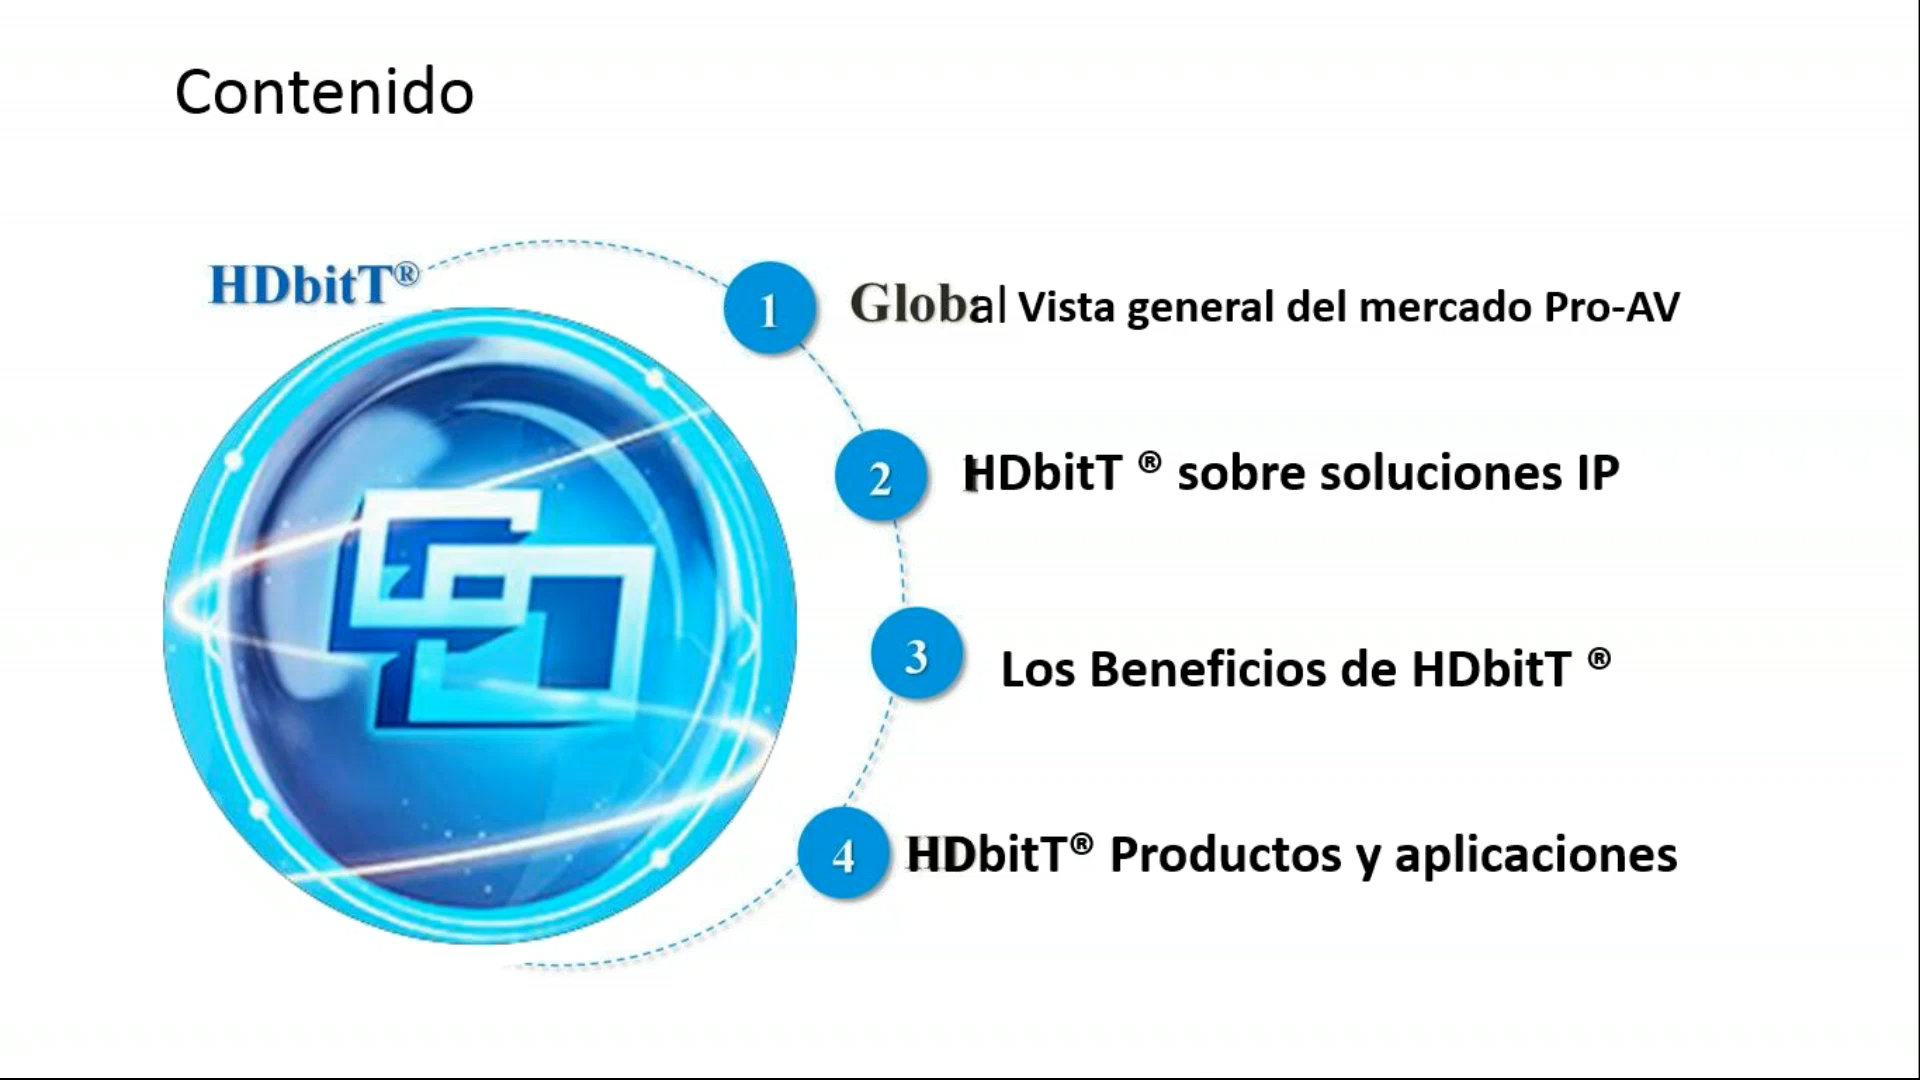 Contenido
HDbitT®
1 Global Vista general del mercado Pro-AV
2 HDbitT ® sobre soluciones IP
3 Los Beneficios de HDbitT ®
4 HDbitT® Productos y aplicaciones